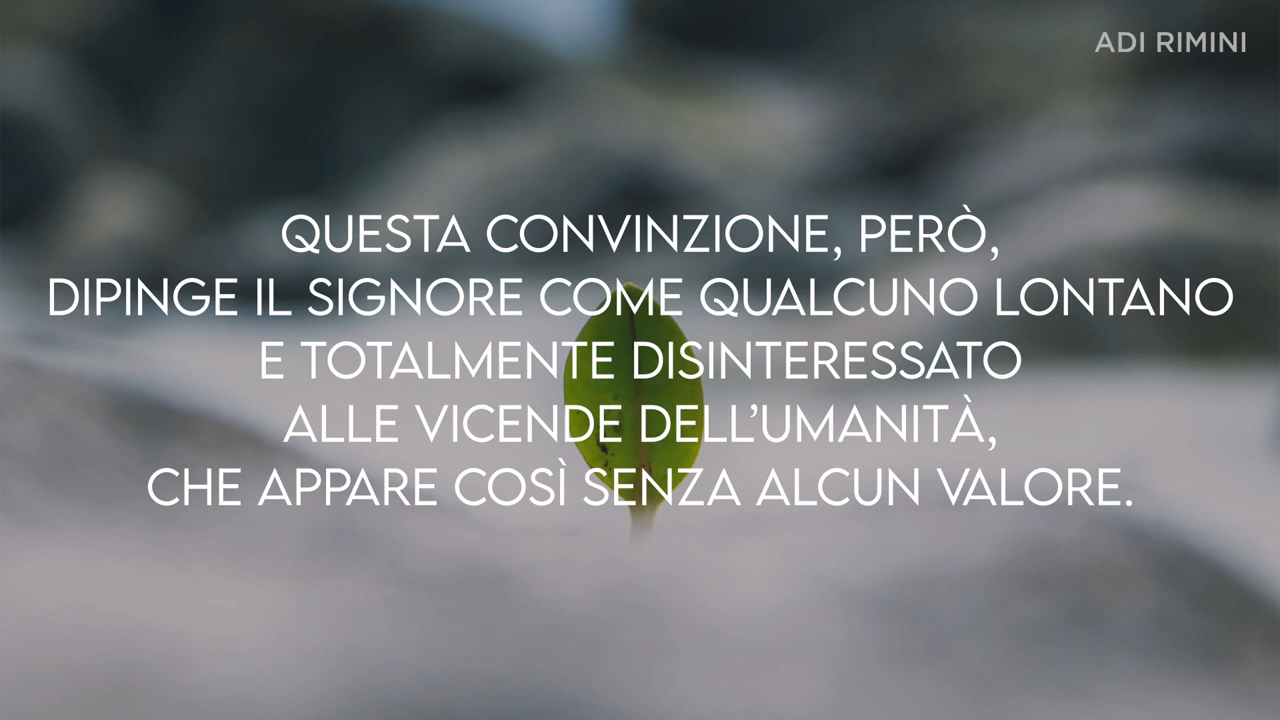 ADI RIMINI
QUESTA CONVINZIONE, PERÒ,
DIPINGE IL SIGNORE COME QUALCUNO LONTANO
E TOTALMENTE DISINTERESSATO
ALLE VICENDE DELL’UMANITÀ,
CHE APPARE COSÌ SENZA ALCUN VALORE.